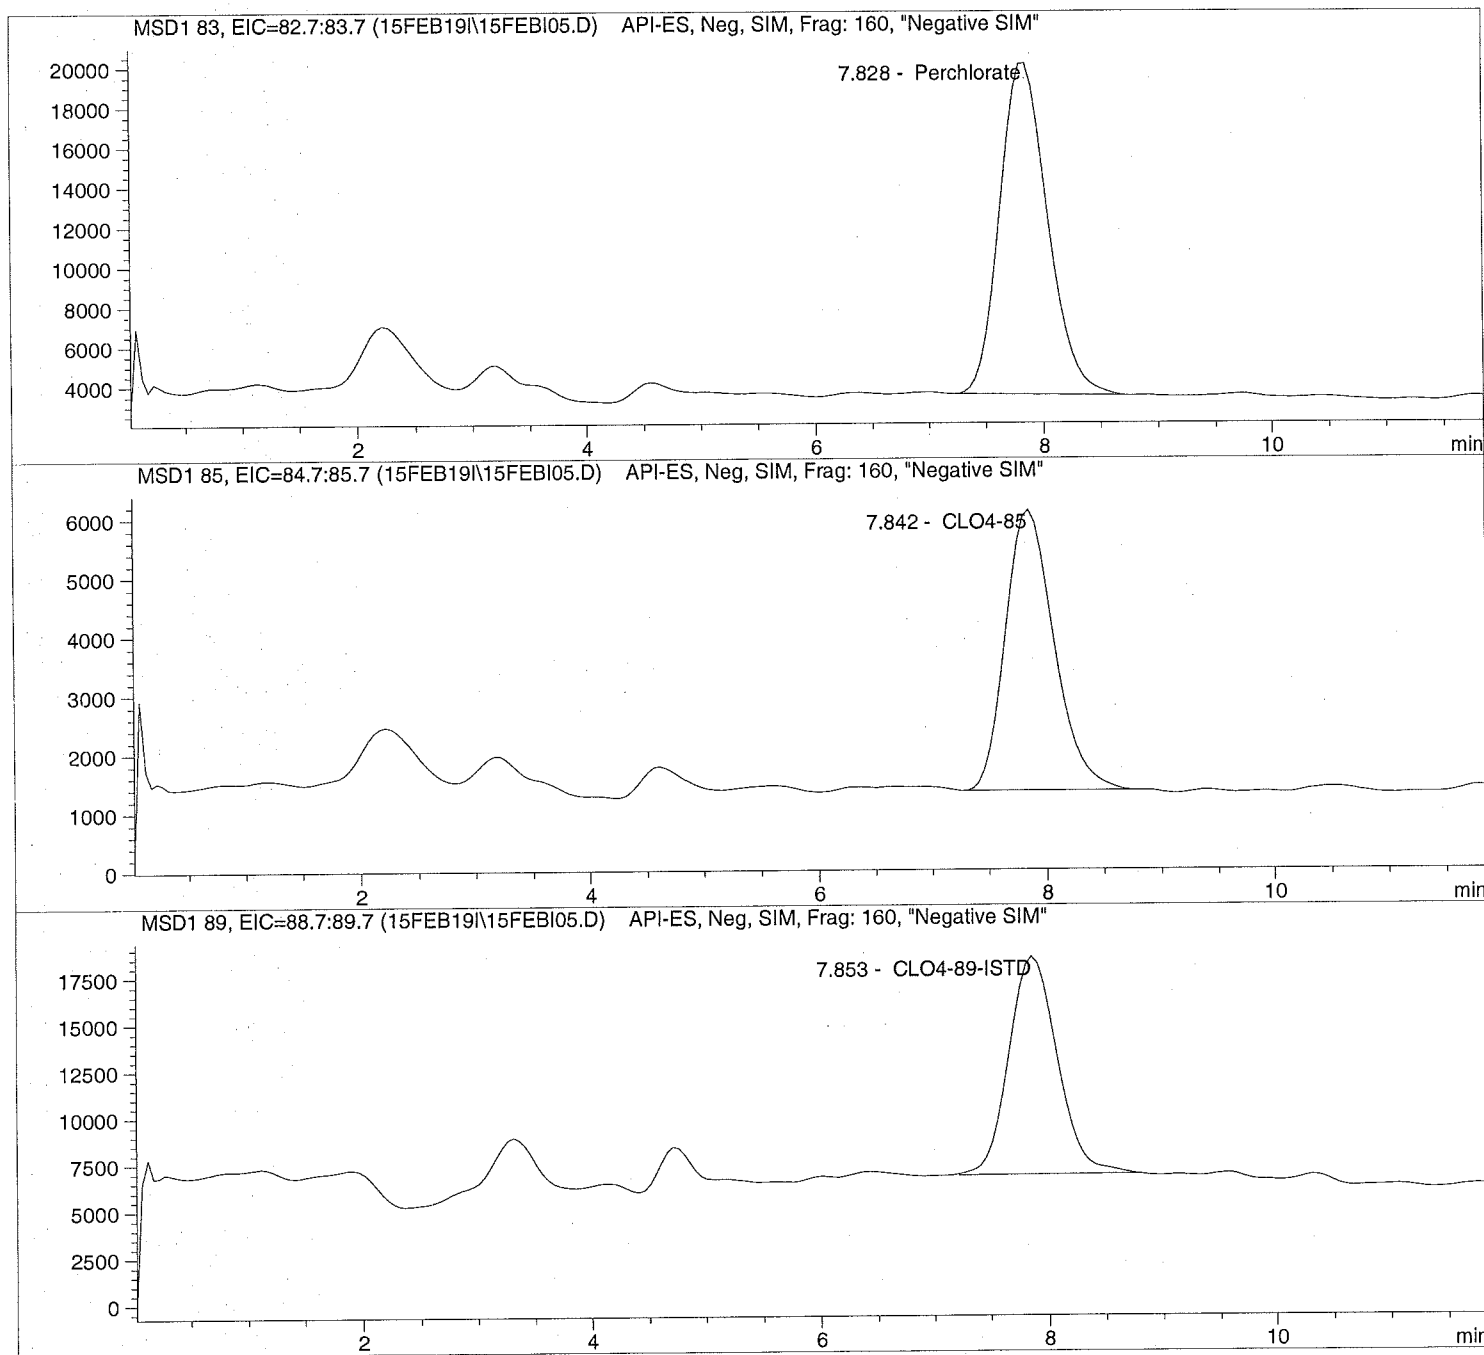 MSD1 83, EIC=82.7:83.7 (15FEB19I\15FEBI05.D) API-ES, Neg, SIM, Frag: 160, "Negative SIM"
7.828 - Perchlorate
20000
18000
16000
14000
12000
10000
8000
6000
4000
2 4 6 8 10 min
MSD1 85, EIC=84.7:85.7 (15FEB19I\15FEBI05.D) API-ES, Neg, SIM, Frag: 160, "Negative SIM"
7.842 - CLO4-85
6000
5000
4000
3000
2000
1000
0
2 4 6 8 10 min
MSD1 89, EIC=88.7:89.7 (15FEB19I\15FEBI05.D) API-ES, Neg, SIM, Frag: 160, "Negative SIM"
7.853 - CLO4-89-ISTD
17500
15000
12500
10000
7500
5000
2500
0
2 4 6 8 10 min